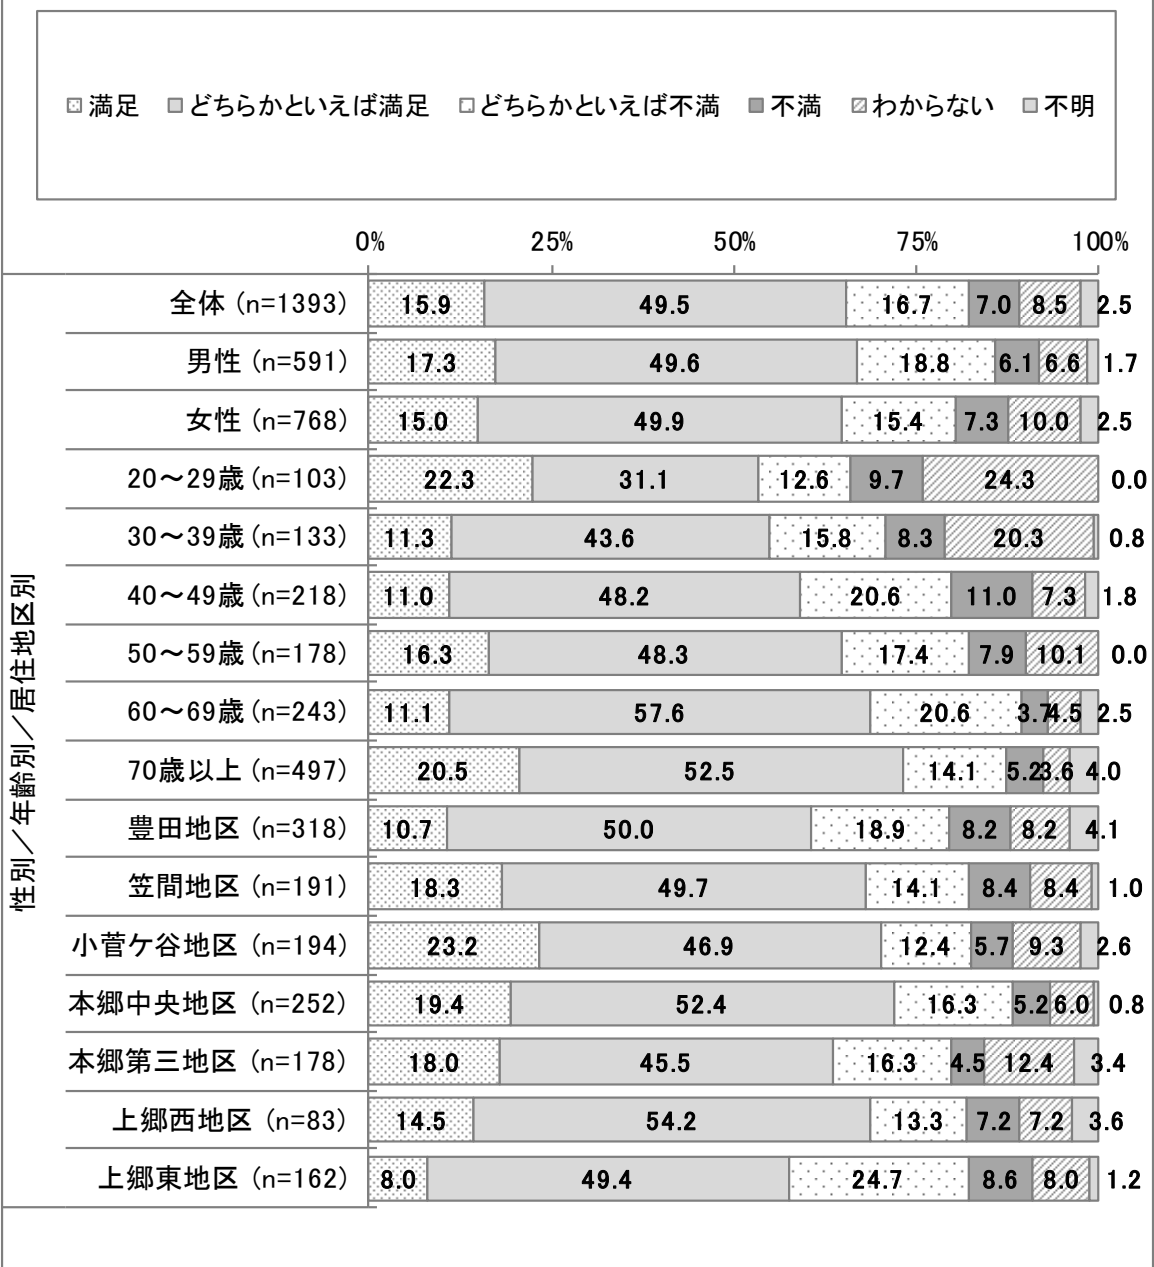 満足 どちらかといえば満足 どちらかといえば不満 不満 わからない 不明
0% 25% 50% 75% 100%
性別／年齢別／居住地区別
全体 (n=1393) 15.9 49.5 16.7 7.0 8.5 2.5
男性 (n=591) 17.3 49.6 18.8 6.1 6.6 1.7
女性 (n=768) 15.0 49.9 15.4 7.3 10.0 2.5
20～29歳 (n=103) 22.3 31.1 12.6 9.7 24.3 0.0
30～39歳 (n=133) 11.3 43.6 15.8 8.3 20.3 0.8
40～49歳 (n=218) 11.0 48.2 20.6 11.0 7.3 1.8
50～59歳 (n=178) 16.3 48.3 17.4 7.9 10.1 0.0
60～69歳 (n=243) 11.1 57.6 20.6 3.7 4.5 2.5
70歳以上 (n=497) 20.5 52.5 14.1 5.2 3.6 4.0
豊田地区 (n=318) 10.7 50.0 18.9 8.2 8.2 4.1
笠間地区 (n=191) 18.3 49.7 14.1 8.4 8.4 1.0
小菅ケ谷地区 (n=194) 23.2 46.9 12.4 5.7 9.3 2.6
本郷中央地区 (n=252) 19.4 52.4 16.3 5.2 6.0 0.8
本郷第三地区 (n=178) 18.0 45.5 16.3 4.5 12.4 3.4
上郷西地区 (n=83) 14.5 54.2 13.3 7.2 7.2 3.6
上郷東地区 (n=162) 8.0 49.4 24.7 8.6 8.0 1.2